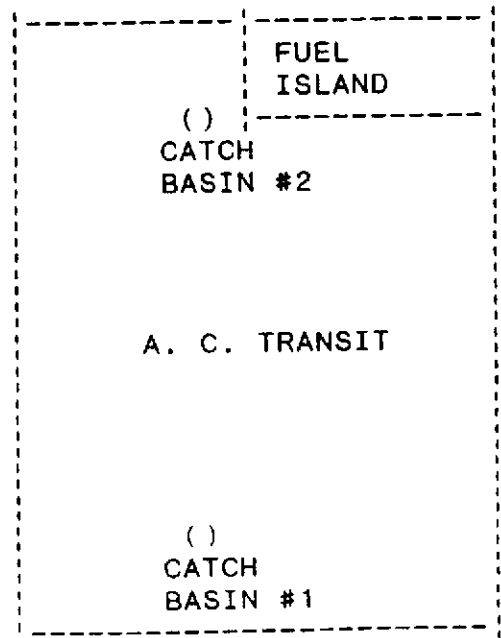 FUEL
ISLAND
()
CATCH
BASIN #2
A. C. TRANSIT
()
CATCH
BASIN #1